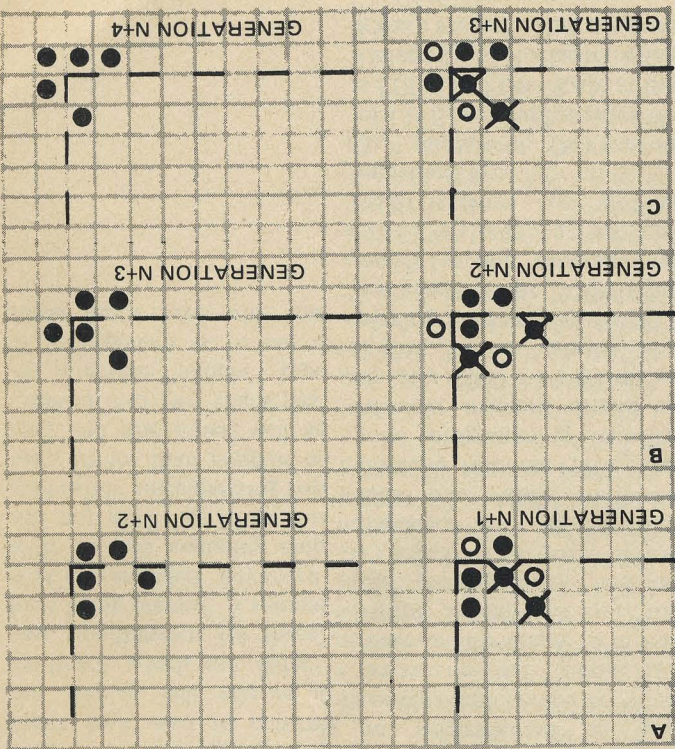 A
GENERATION N+1
GENERATION N+2
B
GENERATION N+2
GENERATION N+3
C
GENERATION N+3
GENERATION N+4